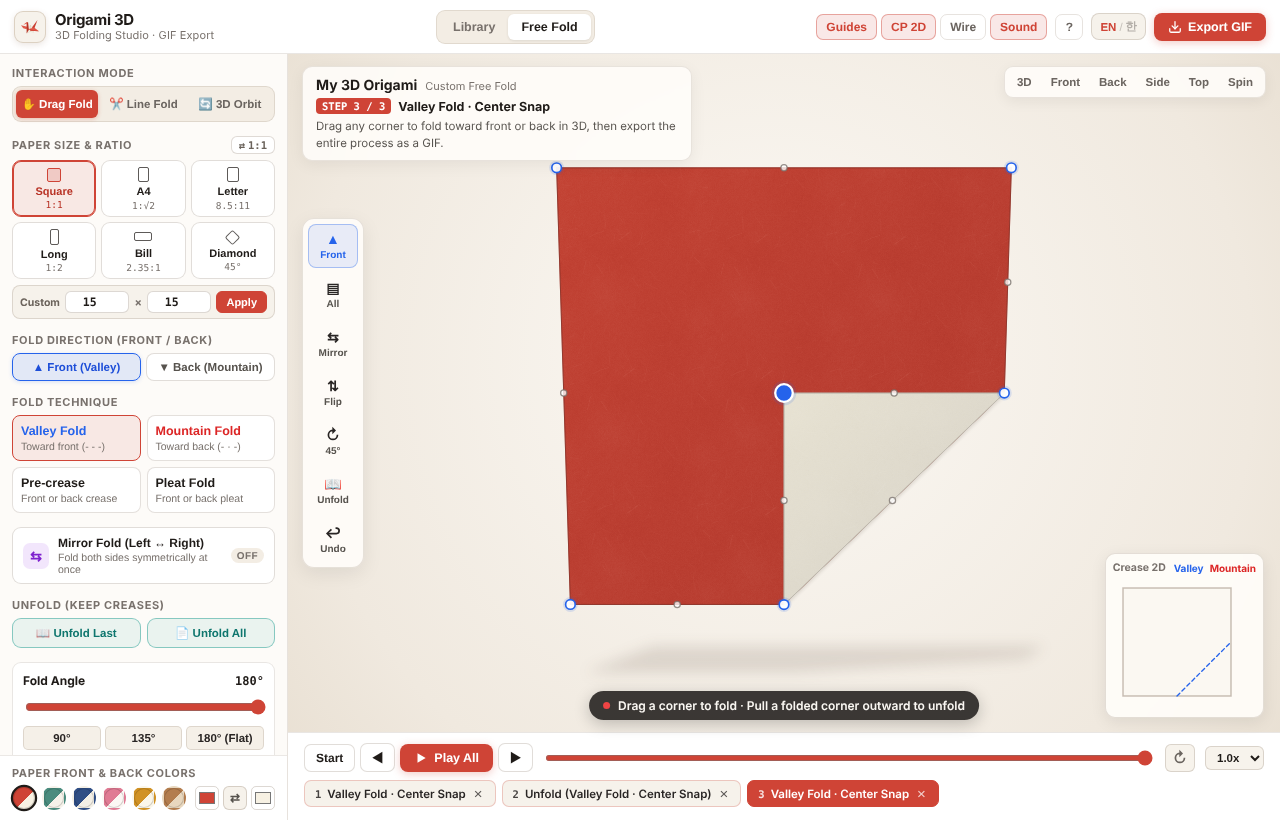 Origami 3D
3D Folding Studio · GIF Export
Library
Free Fold
Guides
CP 2D
Wire
Sound
?
EN / 한
Export GIF
INTERACTION MODE
Drag Fold
Line Fold
3D Orbit
PAPER SIZE & RATIO
⇄ 1:1
Square
1:1
A4
1:√2
Letter
8.5:11
Long
1:2
Bill
2.35:1
Diamond
45°
Custom
15
×
15
Apply
FOLD DIRECTION (FRONT / BACK)
▲ Front (Valley)
▼ Back (Mountain)
FOLD TECHNIQUE
Valley Fold
Toward front (- - -)
Mountain Fold
Toward back (- · -)
Pre-crease
Front or back crease
Pleat Fold
Front or back pleat
Mirror Fold (Left ↔ Right)
Fold both sides symmetrically at
once
OFF
UNFOLD (KEEP CREASES)
Unfold Last
Unfold All
Fold Angle
180°
90°
135°
180° (Flat)
PAPER FRONT & BACK COLORS
My 3D Origami
Custom Free Fold
STEP 3 / 3
Valley Fold · Center Snap
Drag any corner to fold toward front or back in 3D, then export the
entire process as a GIF.
3D
Front
Back
Side
Top
Spin
Front
All
Mirror
Flip
45°
Unfold
Undo
Crease 2D
Valley
Mountain
Drag a corner to fold · Pull a folded corner outward to unfold
Start
Play All
1.0x
1 Valley Fold · Center Snap ×
2 Unfold (Valley Fold · Center Snap) ×
3 Valley Fold · Center Snap ×